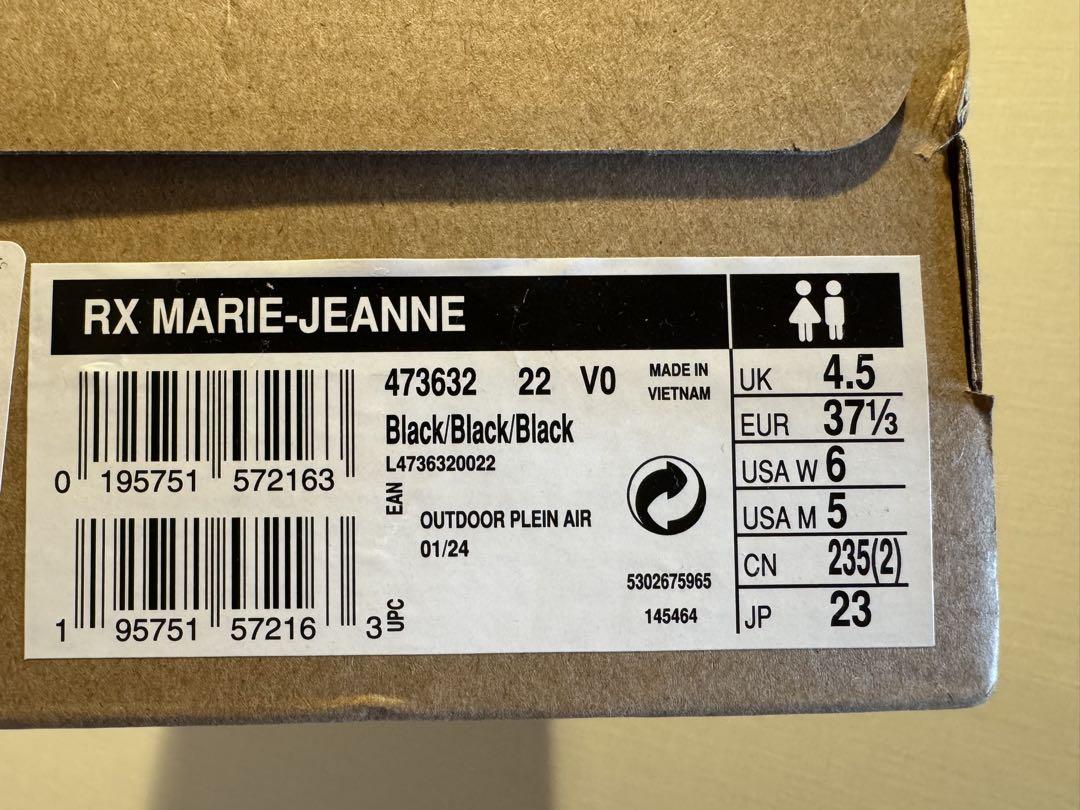 RX MARIE-JEANNE
473632 22 V0
MADE IN
VIETNAM
Black/Black/Black
L4736320022
0 195751 572163
EAN
OUTDOOR PLEIN AIR
01/24
5302675965
145464
1 95751 57216 3
UPC
UK 4.5
EUR 37⅓
USA W 6
USA M 5
CN 235(2)
JP 23